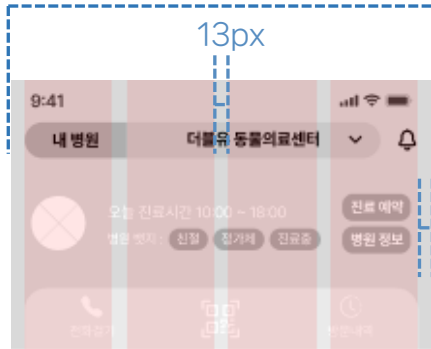 13px
9:41
내 병원 더블유 동물의료센터
오늘 진료시간 10:00 ~ 18:00
진료 예약
병원 뱃지 : 친절 접기세 진료중
병원 정보
전화걸기